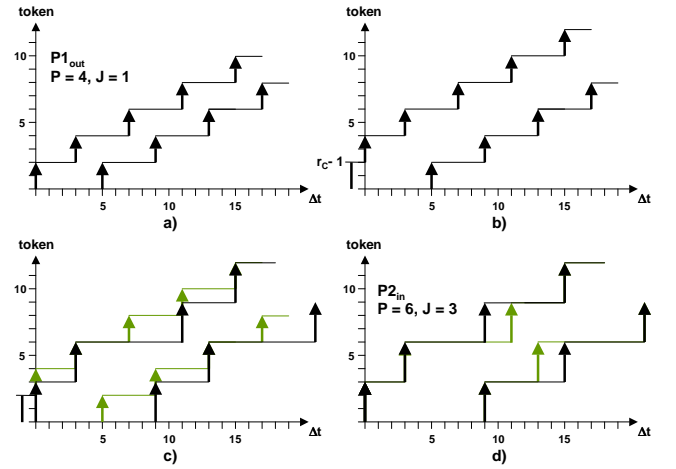 token
10
5
P1out
P = 4, J = 1
5
10
15
Δt
a)
token
10
5
rC- 1
5
10
15
Δt
b)
token
10
5
5
10
15
Δt
c)
token
10
5
P2in
P = 6, J = 3
5
10
15
Δt
d)